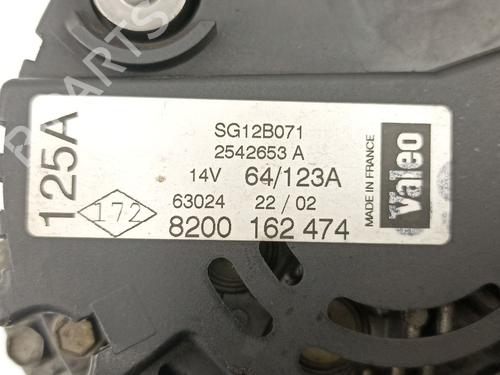 B PARTS
125A
172
SG12B071
2542653 A
14V 64/123A
63024 22 / 02
8200 162 474
MADE IN FRANCE
valeo